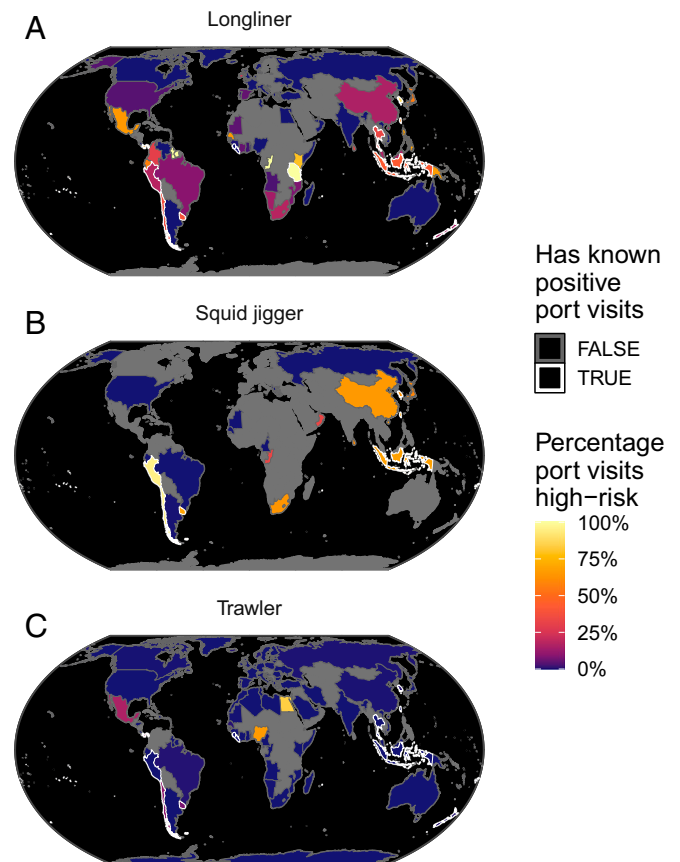 A
Longliner
B
Squid jigger
C
Trawler
Has known
positive
port visits
FALSE
TRUE
Percentage
port visits
high−risk
100%
75%
50%
25%
0%